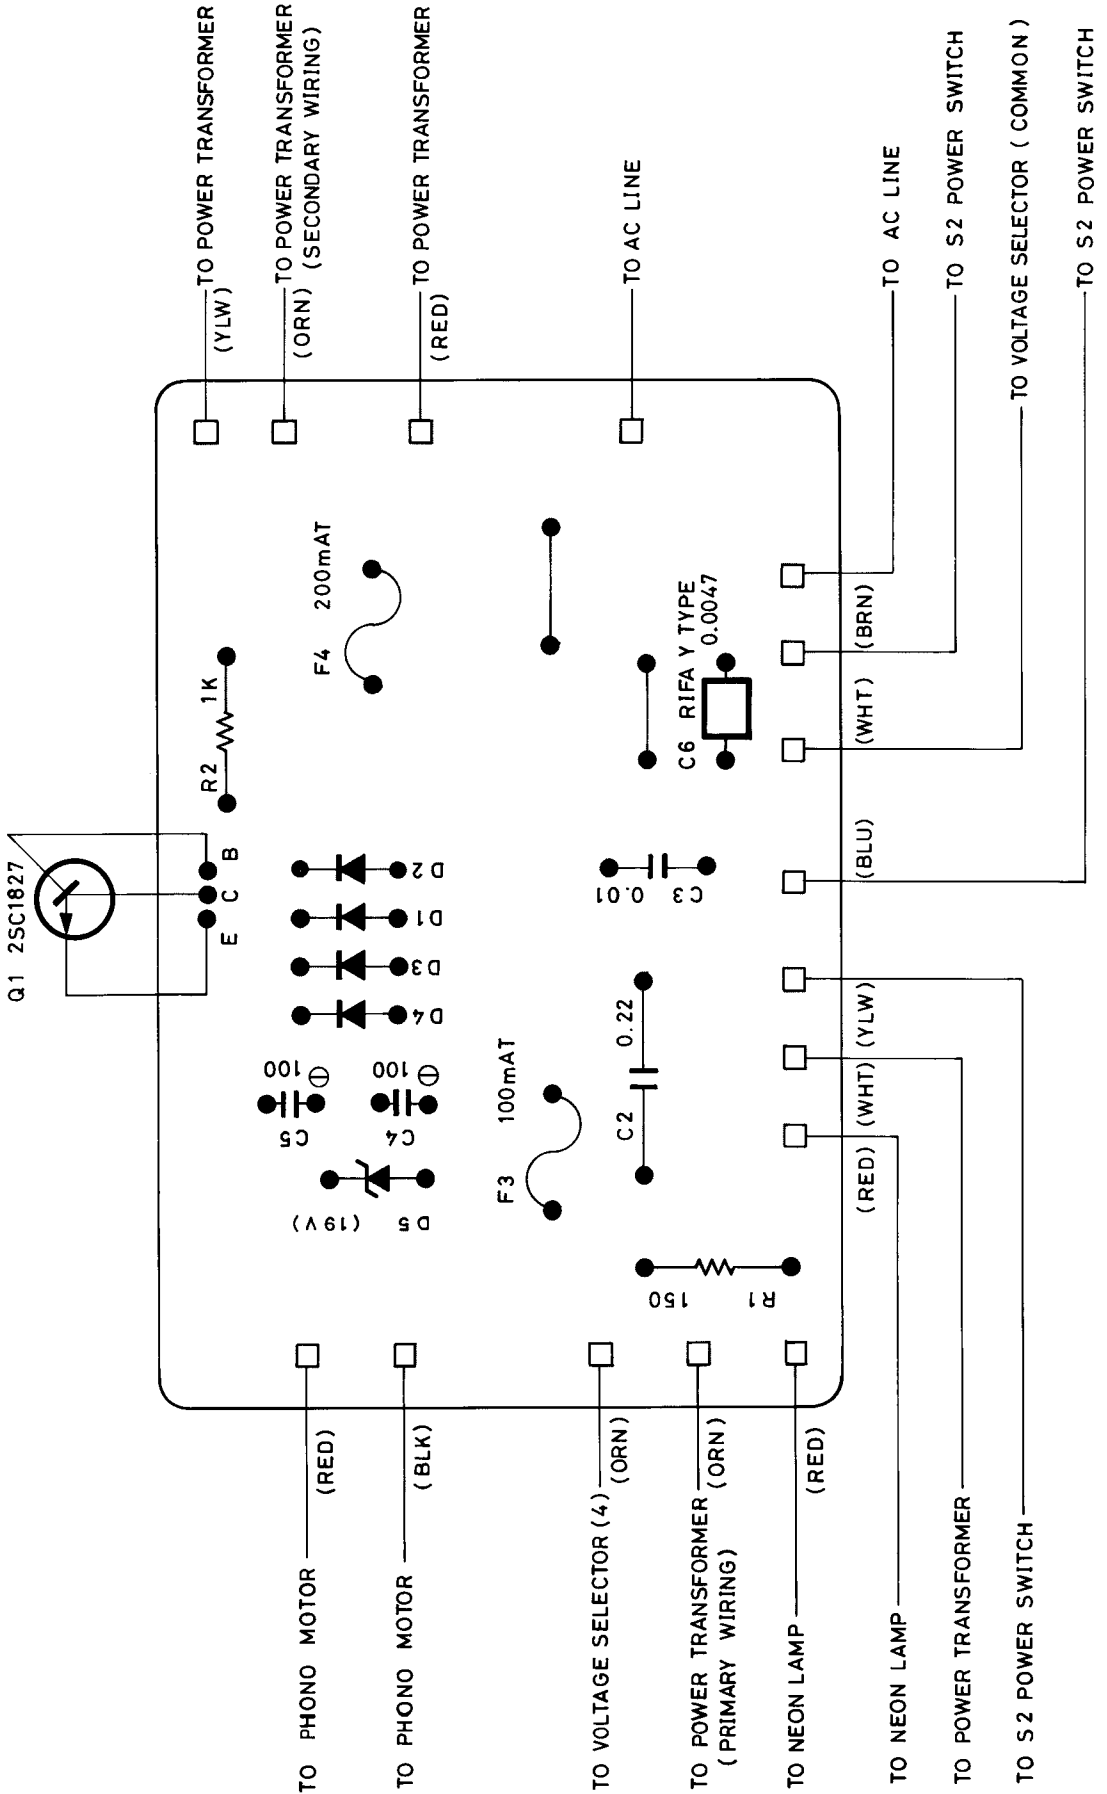 Q1 2SC1827
E
C
B
R2
1K
D4
D3
D1
D2
C5
100
⊖
C4
100
⊖
(19V)
D5
F4
200mAT
F3
100mAT
C2
0.22
0.01
C3
C6 RIFA Y TYPE
0.0047
150
R1
TO POWER TRANSFORMER
(YLW)
TO POWER TRANSFORMER
(ORN)
(SECONDARY WIRING)
TO POWER TRANSFORMER
(RED)
TO AC LINE
TO AC LINE
(BRN)
TO S2 POWER SWITCH
(WHT)
TO VOLTAGE SELECTOR (COMMON)
(BLU)
TO S2 POWER SWITCH
TO PHONO MOTOR
(RED)
TO PHONO MOTOR
(BLK)
TO VOLTAGE SELECTOR (4)
(ORN)
TO POWER TRANSFORMER
(ORN)
(PRIMARY WIRING)
TO NEON LAMP
(RED)
TO NEON LAMP
(RED)
TO POWER TRANSFORMER
(WHT)
TO S2 POWER SWITCH
(YLW)